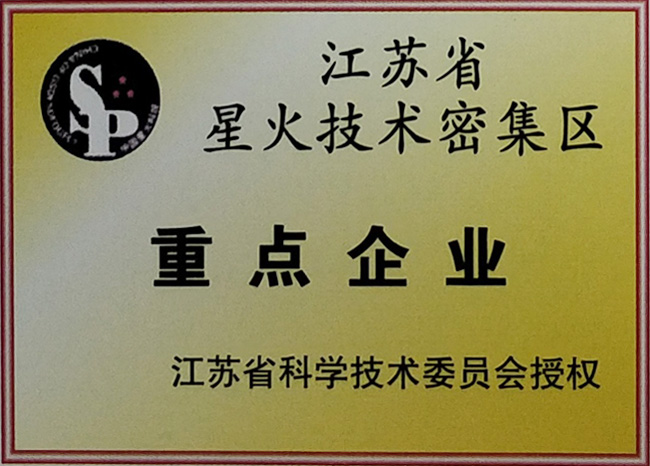 SP
江苏省
星火技术密集区
重点企业
江苏省科学技术委员会授权